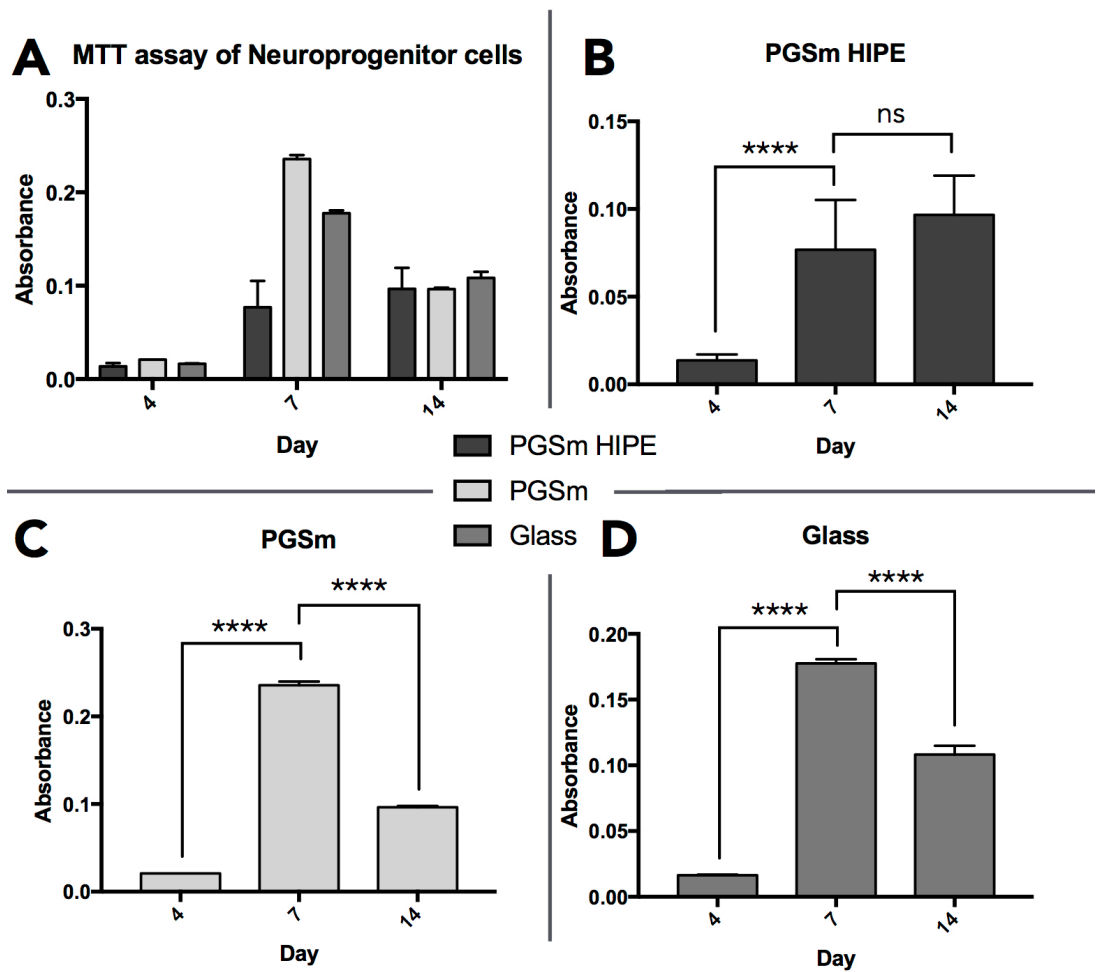 A
MTT assay of Neuroprogenitor cells
Absorbance
0.3
0.2
0.1
0.0
4
7
14
Day
B
PGSm HIPE
Absorbance
0.15
0.10
0.05
0.00
****
ns
4
7
14
Day
PGSm HIPE
PGSm
Glass
C
PGSm
Absorbance
0.3
0.2
0.1
0.0
****
****
4
7
14
Day
D
Glass
Absorbance
0.20
0.15
0.10
0.05
0.00
****
****
4
7
14
Day